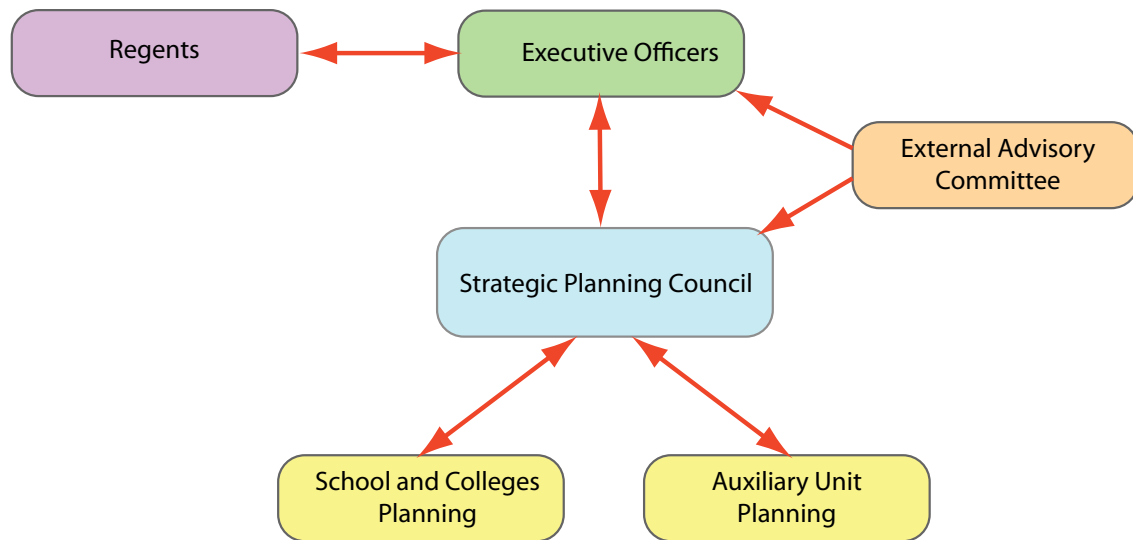 Regents
Executive Officers
External Advisory
Committee
Strategic Planning Council
School and Colleges
Planning
Auxiliary Unit
Planning